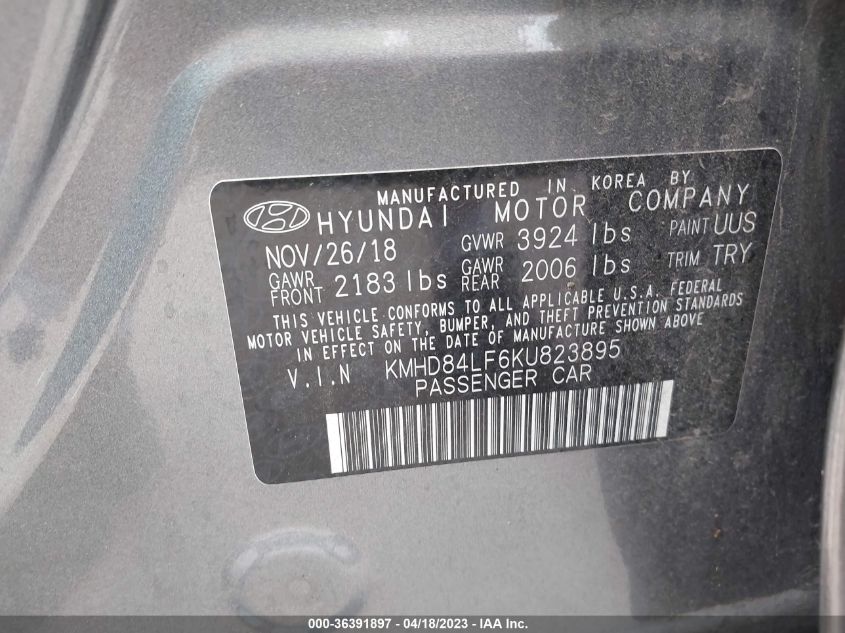 MANUFACTURED IN KOREA BY
HYUNDAI MOTOR COMPANY
NOV/26/18 GVWR 3924 lbs PAINT UUS
GAWR FRONT 2183 lbs GAWR REAR 2006 lbs TRIM TRY
THIS VEHICLE CONFORMS TO ALL APPLICABLE U.S.A. FEDERAL
MOTOR VEHICLE SAFETY, BUMPER, AND THEFT PREVENTION STANDARDS
IN EFFECT ON THE DATE OF MANUFACTURE SHOWN ABOVE
V.I.N KMHD84LF6KU823895
PASSENGER CAR
000-36391897 - 04/18/2023 - IAA Inc.